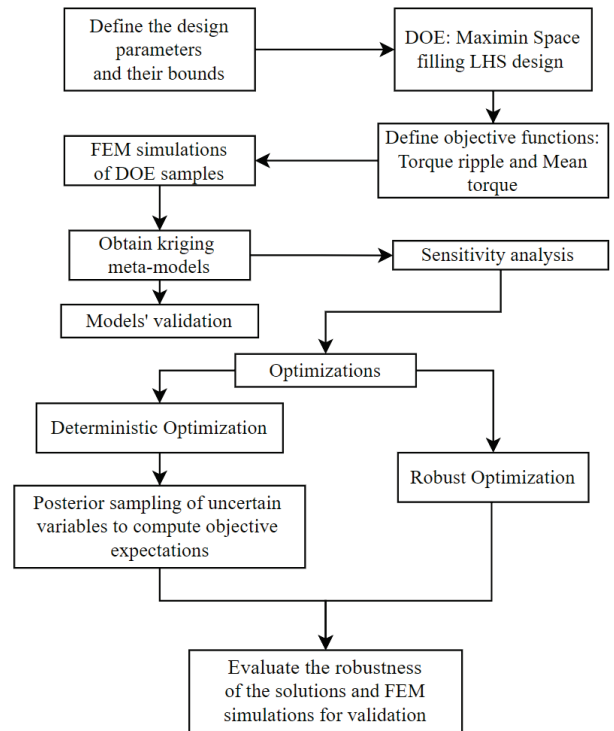 Define the design
parameters
and their bounds
DOE: Maximin Space
filling LHS design
Define objective functions:
Torque ripple and Mean
torque
FEM simulations
of DOE samples
Obtain kriging
meta-models
Sensitivity analysis
Models' validation
Optimizations
Deterministic Optimization
Robust Optimization
Posterior sampling of uncertain
variables to compute objective
expectations
Evaluate the robustness
of the solutions and FEM
simulations for validation